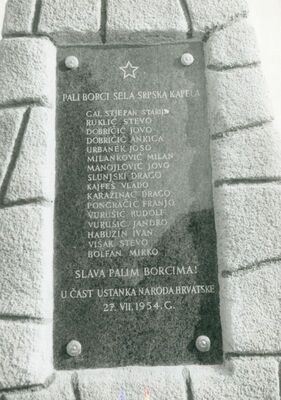 PALI BORCI SELA SRPSKA KAPELA
GAL STJEPAN STARIJI
RUKLIĆ STEVO
DOBRIČIĆ JOVO
DOBRIČIĆ ANKICA
URBANEK JOSO
MILANKOVIĆ MILAN
MANOJLOVIĆ JOVO
SLUNJSKI DRAGO
KAJFEŠ VLADO
KARAŽINAC DRAGO
PONGRAČIĆ FRANJO
VURUŠIĆ RUDOLF
VURUŠIĆ JANDRO
HABUZIN IVAN
VIŠAK STEVO
BOLFAN MIRKO
SLAVA PALIM BORCIMA!
U ČAST USTANKA NARODA HRVATSKE
27. VII. 1954. G.